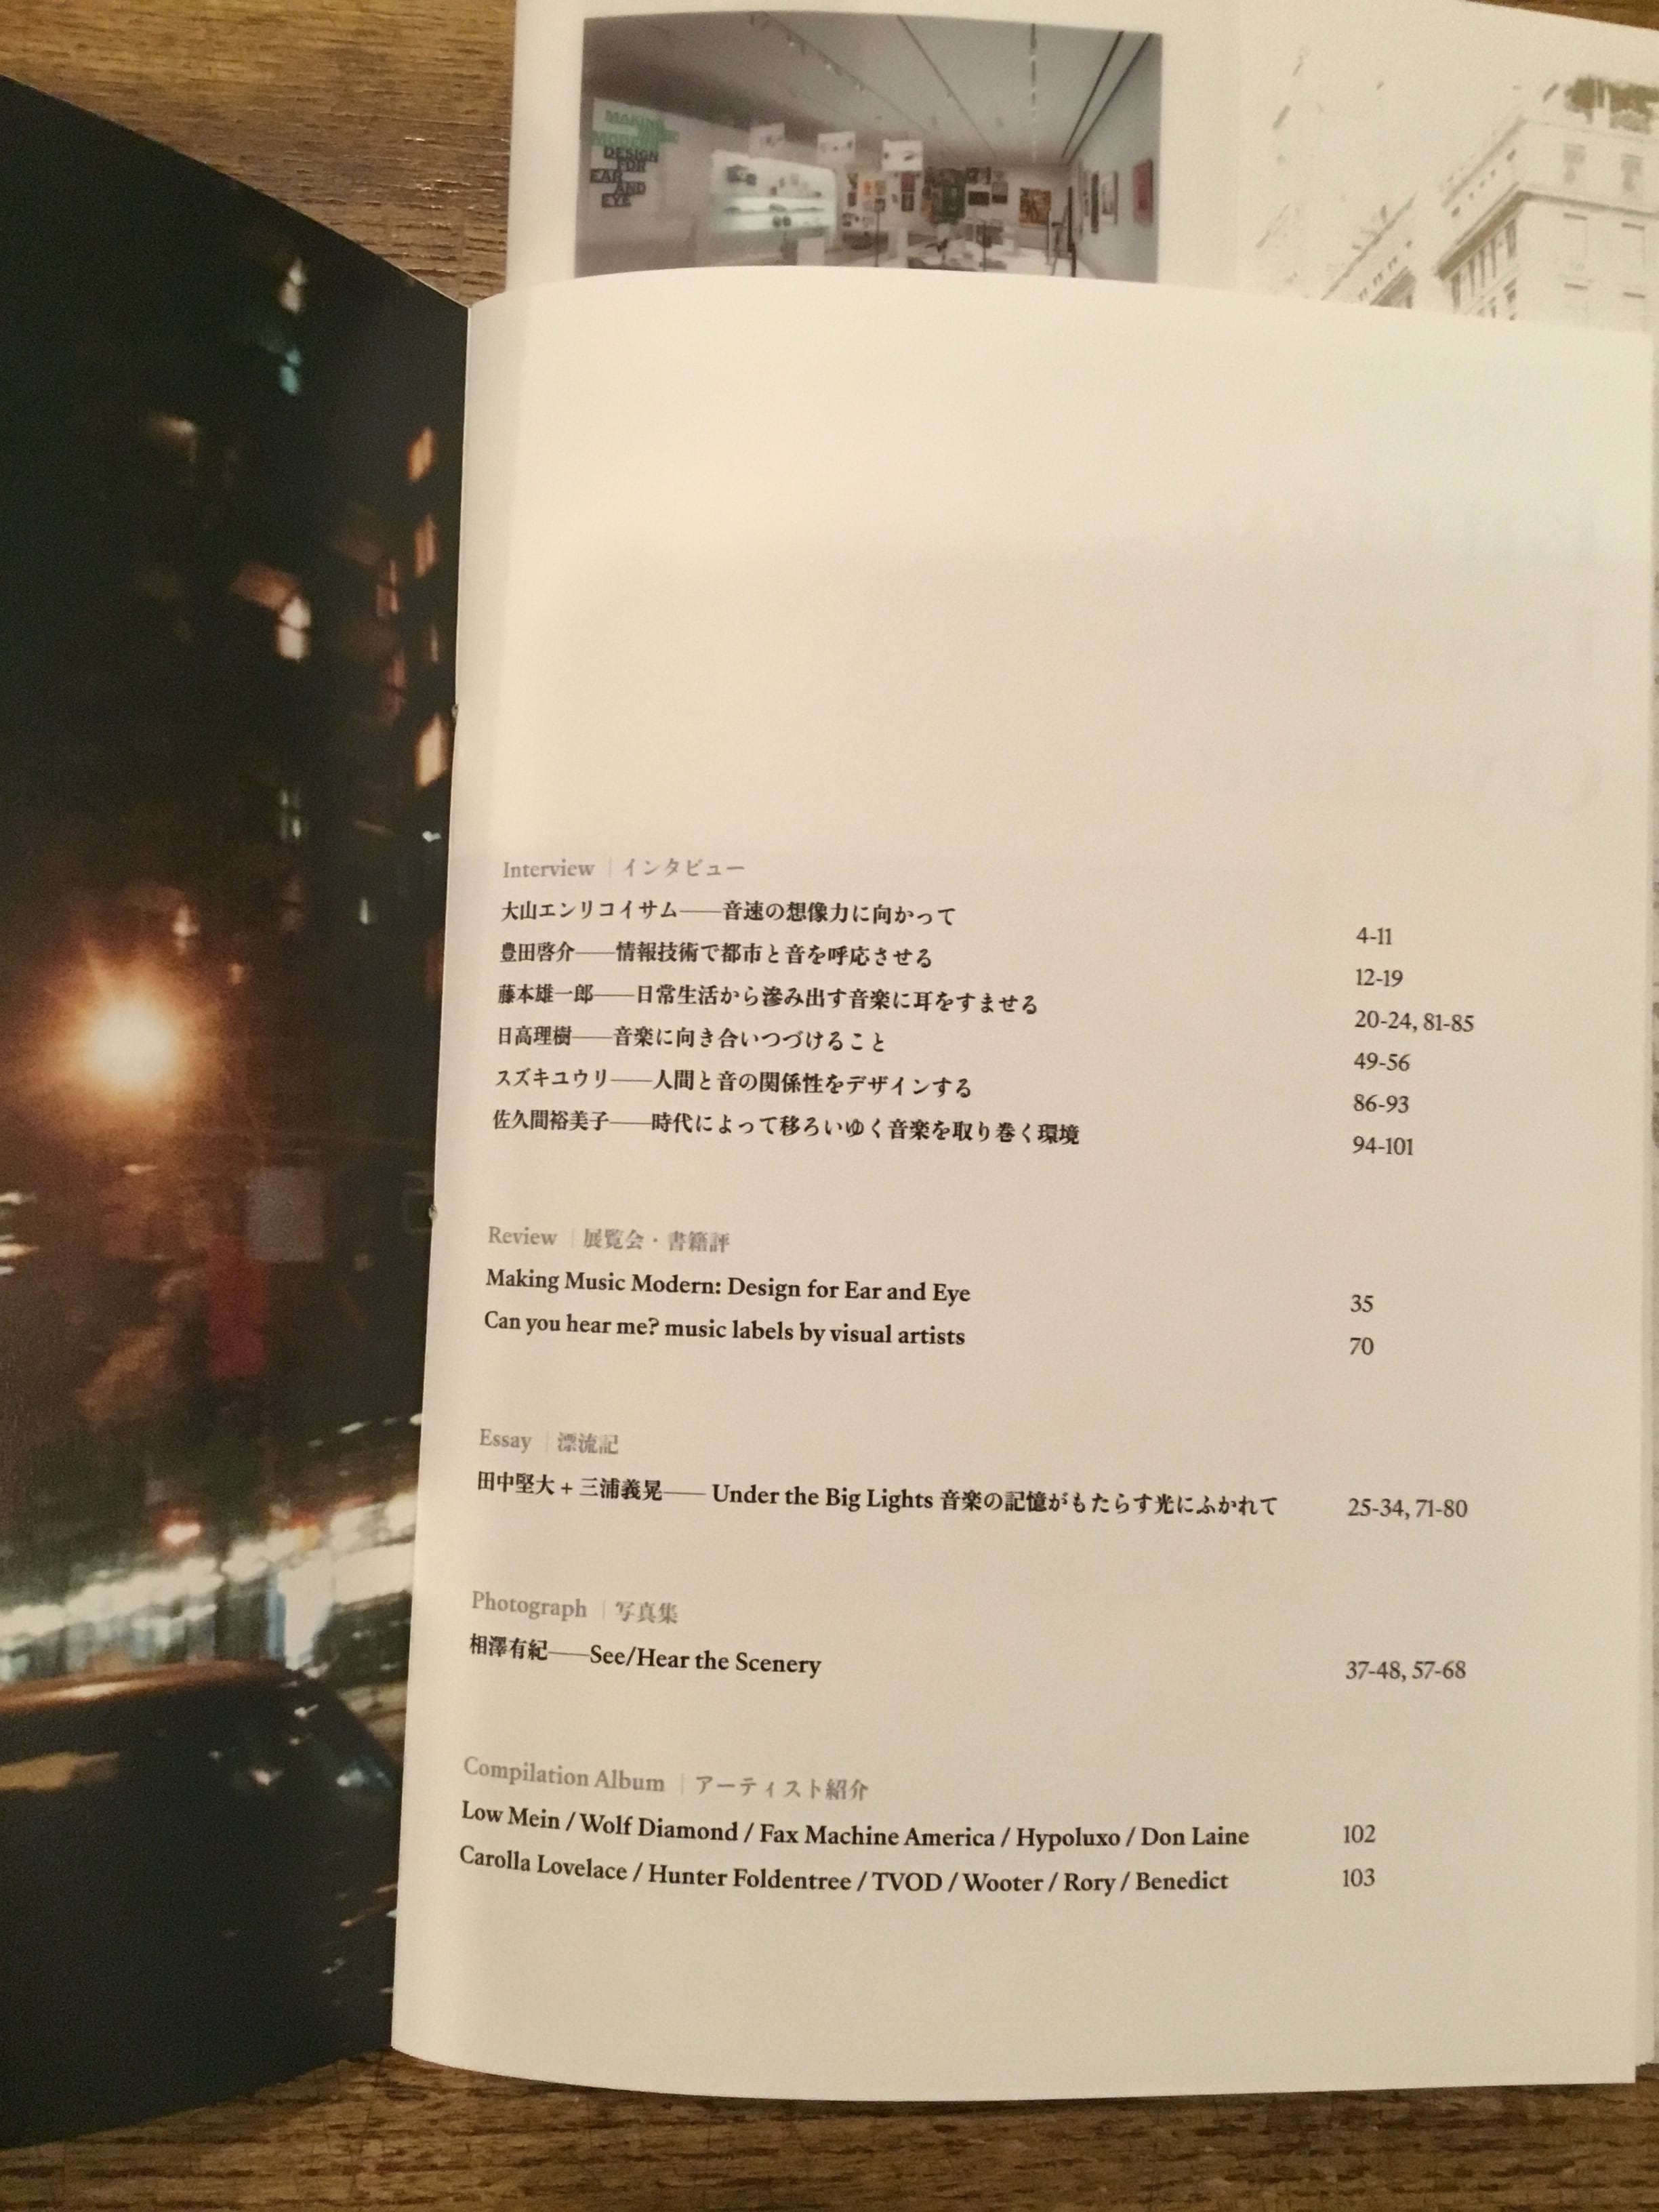 MAKING
MUSIC
MODERN
DESIGN
FOR
EAR
AND
EYE
Interview | インタビュー
大山エンリコイサム——音速の想像力に向かって 4-11
豊田啓介——情報技術で都市と音を呼応させる 12-19
藤本雄一郎——日常生活から滲み出す音楽に耳をすませる 20-24, 81-85
日高理樹——音楽に向き合いつづけること 49-56
スズキユウリ——人間と音の関係性をデザインする 86-93
佐久間裕美子——時代によって移ろいゆく音楽を取り巻く環境 94-101
Review | 展覧会・書籍評
Making Music Modern: Design for Ear and Eye 35
Can you hear me? music labels by visual artists 70
Essay | 漂流記
田中堅大 + 三浦義晃—— Under the Big Lights 音楽の記憶がもたらす光にふかれて 25-34, 71-80
Photograph | 写真集
相澤有紀——See/Hear the Scenery 37-48, 57-68
Compilation Album | アーティスト紹介
Low Mein / Wolf Diamond / Fax Machine America / Hypoluxo / Don Laine 102
Carolla Lovelace / Hunter Foldentree / TVOD / Wooter / Rory / Benedict 103